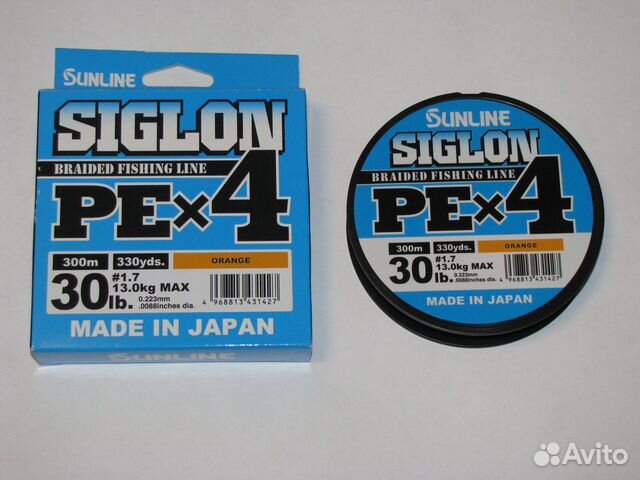 SUNLINE
SIGLON
BRAIDED FISHING LINE
PE×4
300m 330yds. ORANGE
30lb. #1.7
13.0kg MAX
0.223mm
.0088inches dia.
4 968813 431427
MADE IN JAPAN
SUNLINE
SIGLON
BRAIDED FISHING LINE
PE×4
300m 330yds. ORANGE
30lb. #1.7
13.0kg MAX
0.223mm
.0088inches dia.
4 968813 431427
MADE IN JAPAN
Avito